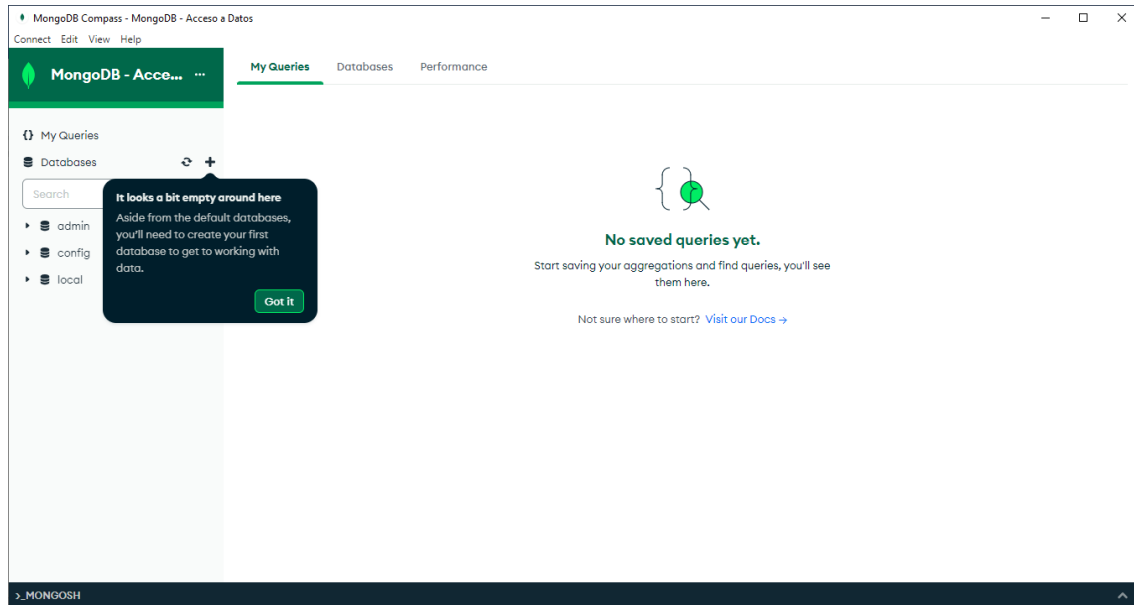 MongoDB Compass - MongoDB - Acceso a Datos
Connect Edit View Help
MongoDB - Acce... ...
My Queries Databases Performance
{} My Queries
Databases
Search
admin
config
local
It looks a bit empty around here
Aside from the default databases,
you'll need to create your first
database to get to working with
data.
Got it
No saved queries yet.
Start saving your aggregations and find queries, you'll see
them here.
Not sure where to start? Visit our Docs →
>_MONGOSH